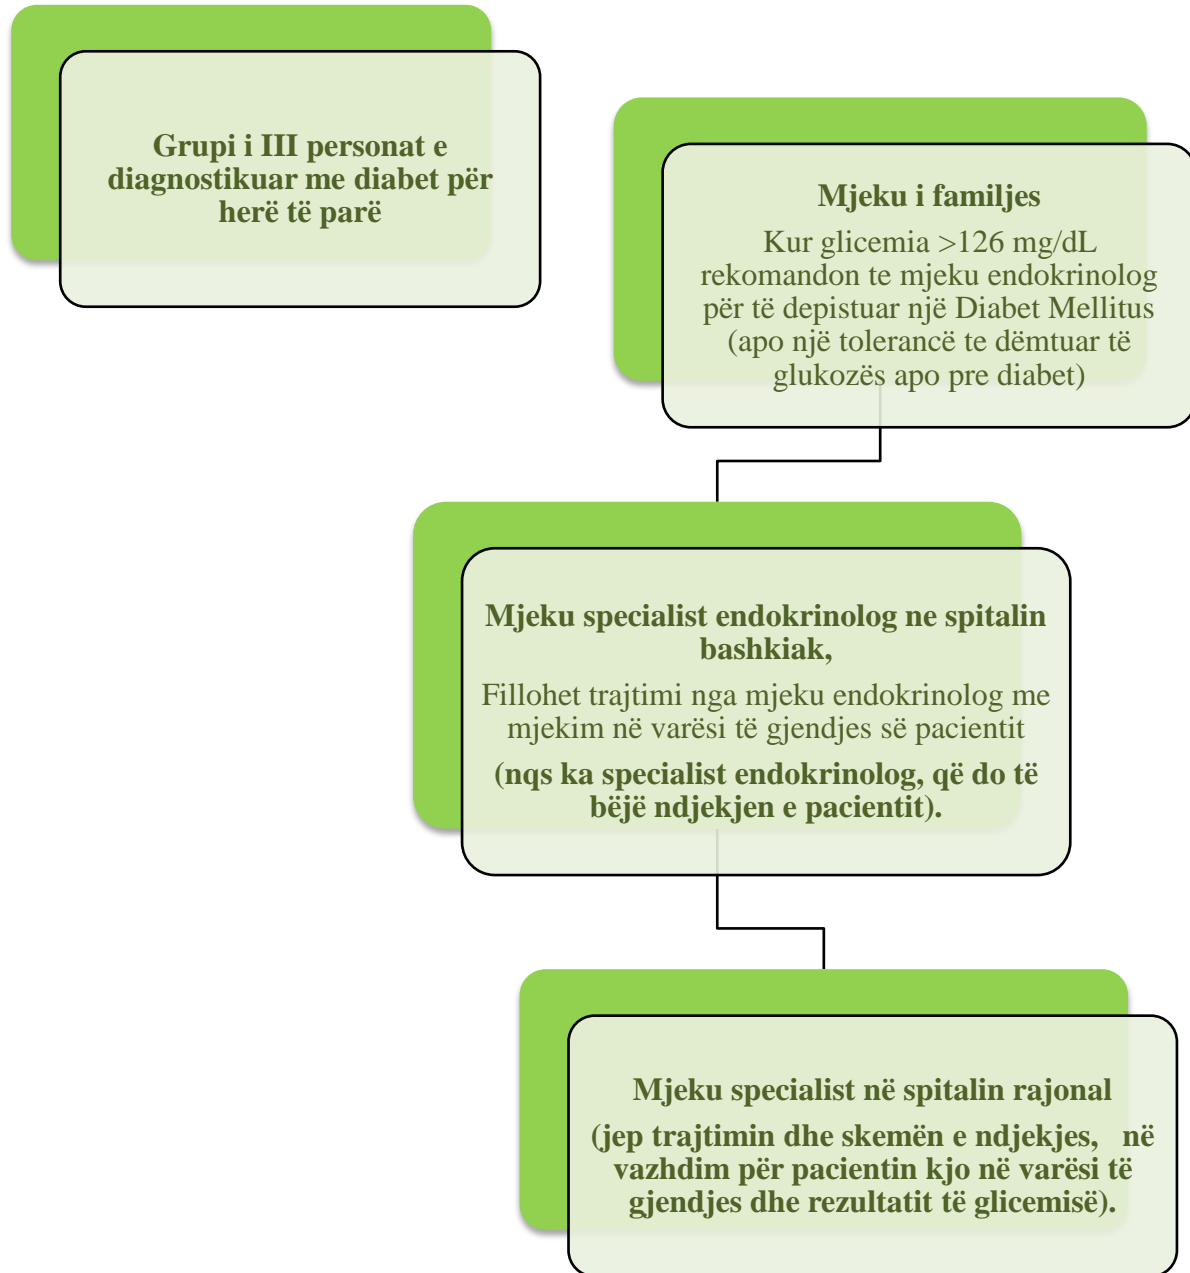 Grupi i III personat e
diagnostikuar me diabet për
herë të parë
Mjeku i familjes
Kur glicemia >126 mg/dL
rekomandon te mjeku endokrinolog
për të depistuar një Diabet Mellitus
(apo një tolerancë te dëmtuar të
glukozës apo pre diabet)
Mjeku specialist endokrinolog ne spitalin
bashkiak,
Fillohet trajtimi nga mjeku endokrinolog me
mjekim në varësi të gjendjes së pacientit
(nqs ka specialist endokrinolog, që do të
bëjë ndjekjen e pacientit).
Mjeku specialist në spitalin rajonal
(jep trajtimin dhe skemën e ndjekjes, në
vazhdim për pacientin kjo në varësi të
gjendjes dhe rezultatit të glicemisë).